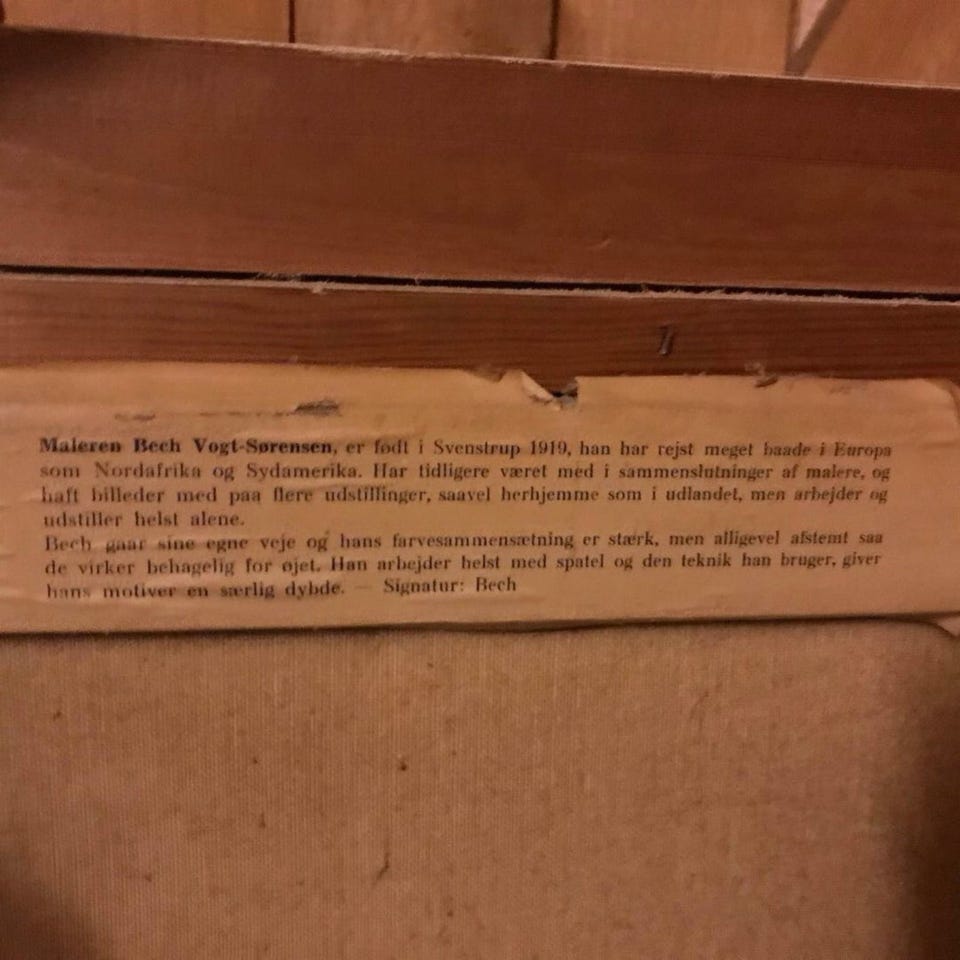 Maleren Bech Vogt-Sørensen, er født i Svenstrup 1919, han har rejst meget baade i Europa
som Nordafrika og Sydamerika. Har tidligere været med i sammenslutninger af malere, og
haft billeder med paa flere udstillinger, saavel herhjemme som i udlandet, men arbejder og
udstiller helst alene.
Bech gaar sine egne veje og hans farvesammensætning er stærk, men alligevel afstemt saa
de virker behagelig for øjet. Han arbejder helst med spatel og den teknik han bruger, giver
hans motiver en særlig dybde. — Signatur: Bech